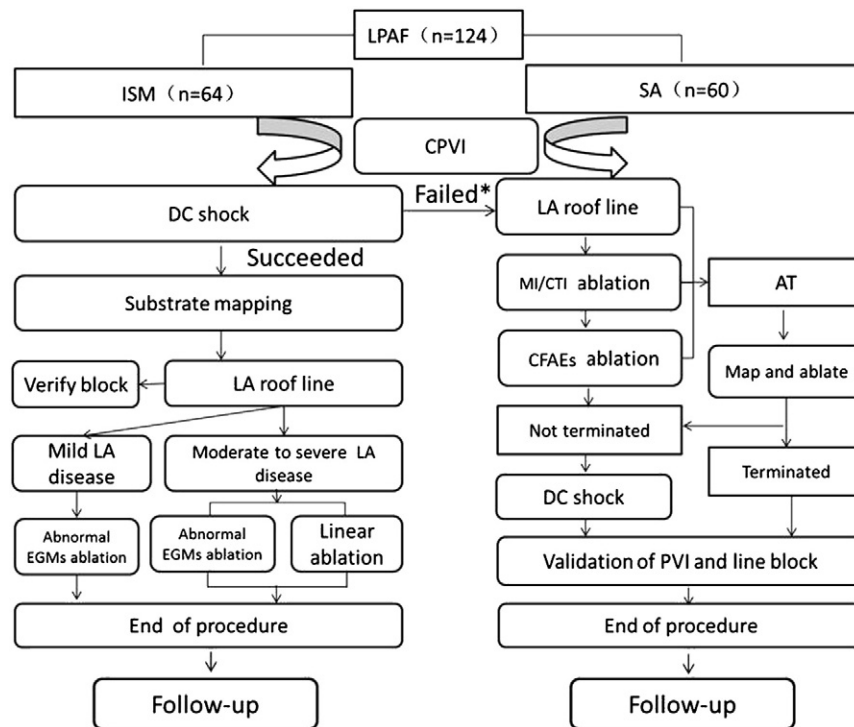 LPAF（n=124）
ISM（n=64）
SA（n=60）
CPVI
DC shock
Failed*
LA roof line
Succeeded
MI/CTI ablation
AT
Substrate mapping
CFAEs ablation
Map and ablate
Verify block
LA roof line
Not terminated
Mild LA
disease
Moderate to severe LA
disease
Terminated
DC shock
Abnormal
EGMs ablation
Abnormal
EGMs ablation
Linear
ablation
Validation of PVI and line block
End of procedure
End of procedure
Follow-up
Follow-up